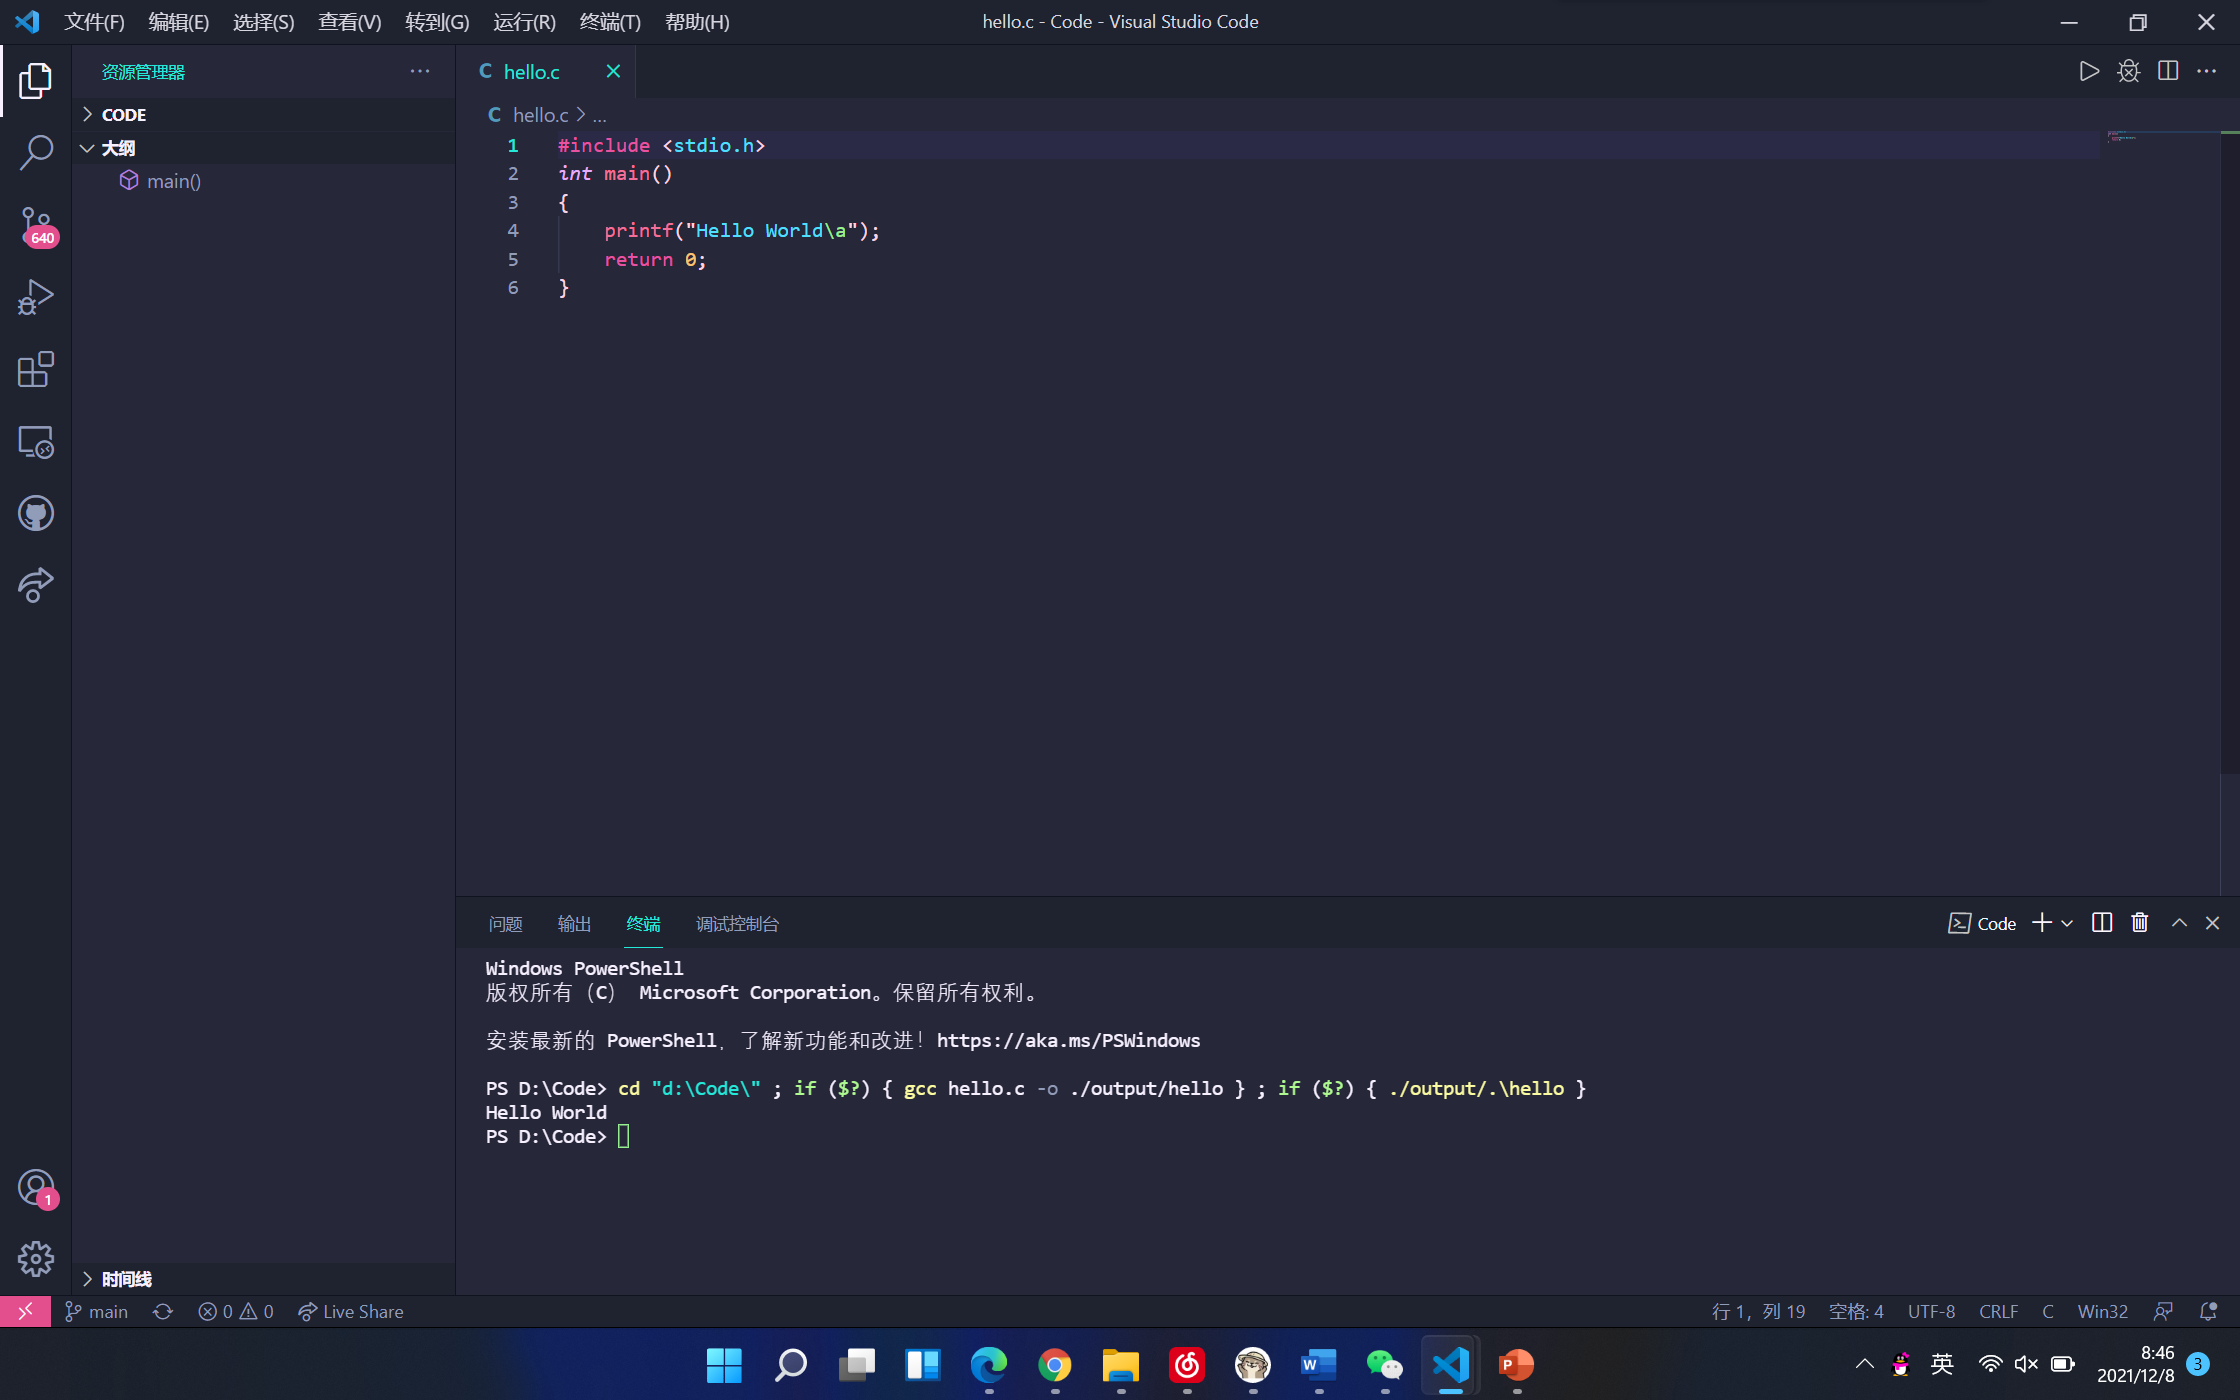 文件(F) 编辑(E) 选择(S) 查看(V) 转到(G) 运行(R) 终端(T) 帮助(H) hello.c - Code - Visual Studio Code
资源管理器 ···
CODE
大纲
main()
640
1
时间线
C hello.c
C hello.c > ...
1 #include <stdio.h>
2 int main()
3 {
4     printf("Hello World\a");
5     return 0;
6 }
问题 输出 终端 调试控制台 Code
Windows PowerShell
版权所有（C） Microsoft Corporation。保留所有权利。
安装最新的 PowerShell，了解新功能和改进！https://aka.ms/PSWindows
PS D:\Code> cd "d:\Code\" ; if ($?) { gcc hello.c -o ./output/hello } ; if ($?) { ./output/.\hello }
Hello World
PS D:\Code>
main 0 0 Live Share 行 1，列 19 空格: 4 UTF-8 CRLF C Win32
W P 英 8:46
2021/12/8 3